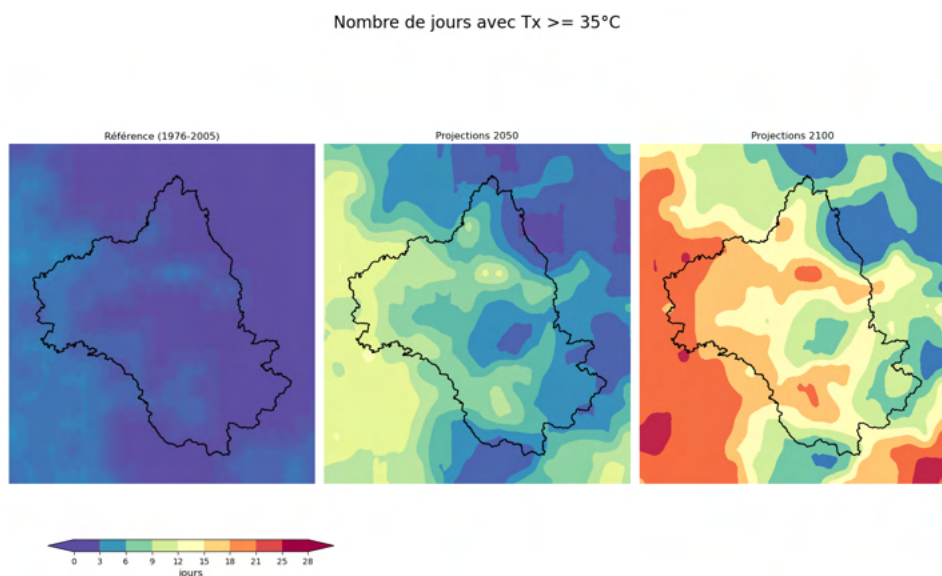 Nombre de jours avec Tx >= 35°C
Référence (1976-2005)
Projections 2050
Projections 2100
0 3 6 9 12 15 18 21 25 28
jours